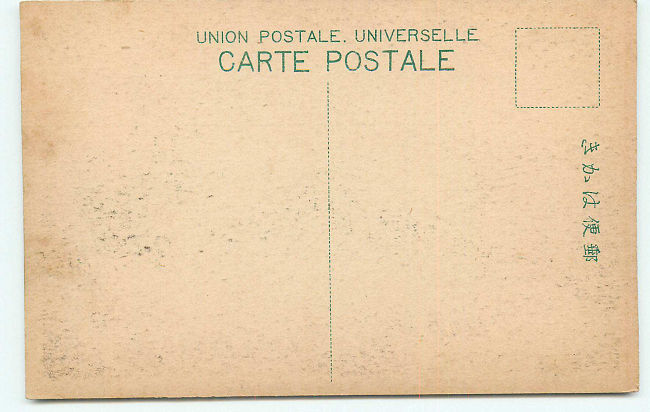 UNION POSTALE. UNIVERSELLE
CARTE POSTALE
郵便はかき